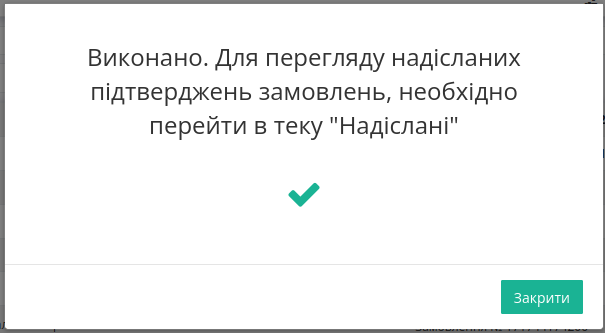 Виконано. Для перегляду надісланих
підтверджень замовлень, необхідно
перейти в теку "Надіслані"
Закрити